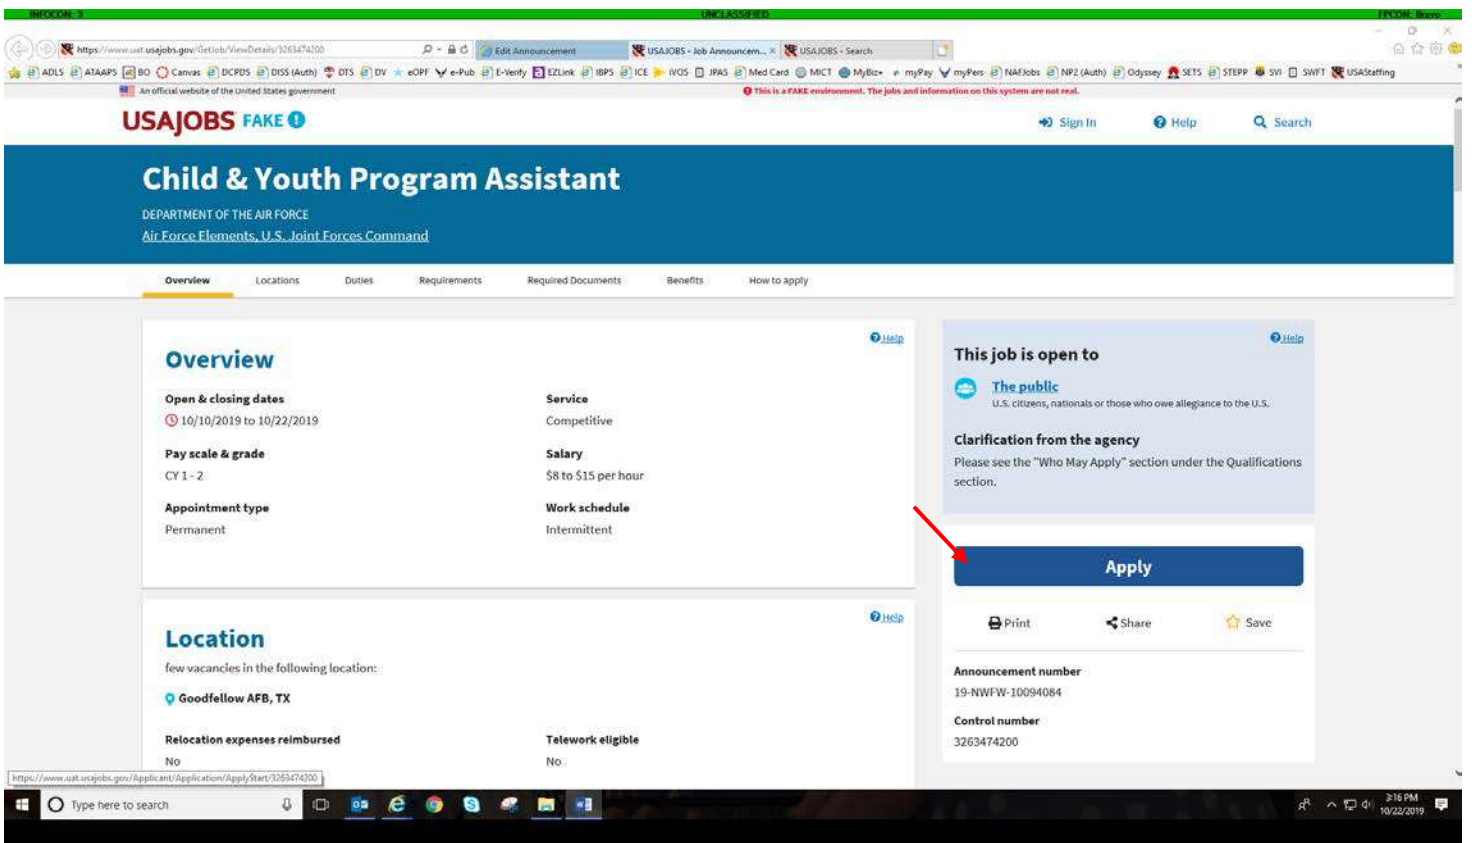 INFOCON: 3 UNCLASSIFIED FPCON: Bravo
https://www.uat.usajobs.gov/GetJob/ViewDetails/3263474200 Edit Announcement USAJOBS - Job Announcem... USAJOBS - Search
ADLS ATAAPS BO Canvas DCPDS DISS (Auth) DTS DV eOPF e-Pub E-Verify EZLink IBPS ICE IVOS JPAS Med Card MICT MyBiz+ myPay myPers NAFJobs NP2 (Auth) Odyssey SETS STEPP SVI SWFT USAStaffing
An official website of the United States government This is a FAKE environment. The jobs and information on this system are not real.
USAJOBS FAKE Sign In Help Search
Child & Youth Program Assistant
DEPARTMENT OF THE AIR FORCE
Air Force Elements, U.S. Joint Forces Command
Overview Locations Duties Requirements Required Documents Benefits How to apply
Help
Overview
Open & closing dates Service
10/10/2019 to 10/22/2019 Competitive
Pay scale & grade Salary
CY 1 - 2 $8 to $15 per hour
Appointment type Work schedule
Permanent Intermittent
Help
Location
few vacancies in the following location:
Goodfellow AFB, TX
Relocation expenses reimbursed Telework eligible
No No
Help
This job is open to
The public
U.S. citizens, nationals or those who owe allegiance to the U.S.
Clarification from the agency
Please see the "Who May Apply" section under the Qualifications
section.
Apply
Print Share Save
Announcement number
19-NWFW-10094084
Control number
3263474200
https://www.uat.usajobs.gov/Applicant/Application/ApplyStart/3263474200
Type here to search 3:16 PM
10/22/2019